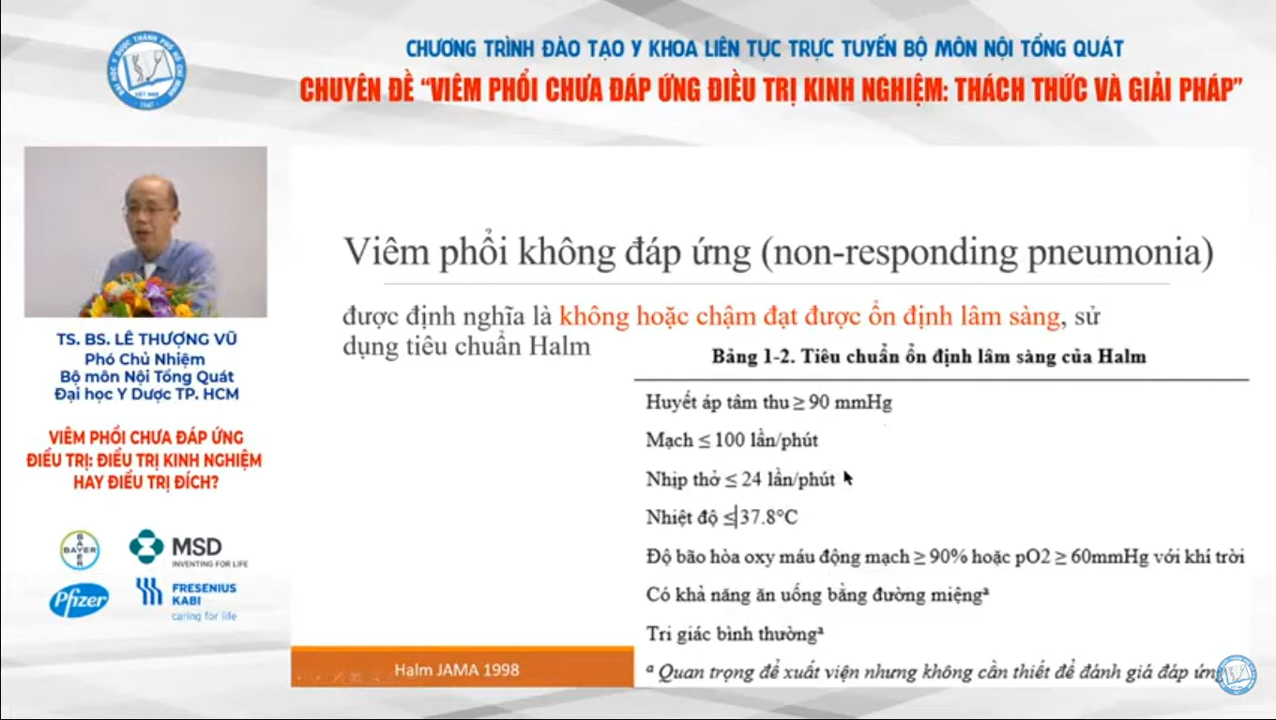 CHƯƠNG TRÌNH ĐÀO TẠO Y KHOA LIÊN TỤC TRỰC TUYẾN BỘ MÔN NỘI TỔNG QUÁT
CHUYÊN ĐỀ “VIÊM PHỔI CHƯA ĐÁP ỨNG ĐIỀU TRỊ KINH NGHIỆM: THÁCH THỨC VÀ GIẢI PHÁP”
TS. BS. LÊ THƯỢNG VŨ
Phó Chủ Nhiệm
Bộ môn Nội Tổng Quát
Đại học Y Dược TP. HCM
VIÊM PHỔI CHƯA ĐÁP ỨNG
ĐIỀU TRỊ: ĐIỀU TRỊ KINH NGHIỆM
HAY ĐIỀU TRỊ ĐÍCH?
BAYER
MSD
INVENTING FOR LIFE
Pfizer
FRESENIUS
KABI
caring for life
Viêm phổi không đáp ứng (non-responding pneumonia)
được định nghĩa là không hoặc chậm đạt được ổn định lâm sàng, sử
dụng tiêu chuẩn Halm
Bảng 1-2. Tiêu chuẩn ổn định lâm sàng của Halm
Huyết áp tâm thu ≥ 90 mmHg
Mạch ≤ 100 lần/phút
Nhịp thở ≤ 24 lần/phút
Nhiệt độ ≤ 37.8°C
Độ bão hòa oxy máu động mạch ≥ 90% hoặc pO2 ≥ 60mmHg với khí trời
Có khả năng ăn uống bằng đường miệngª
Tri giác bình thườngª
ª Quan trọng để xuất viện nhưng không cần thiết để đánh giá đáp ứng
Halm JAMA 1998